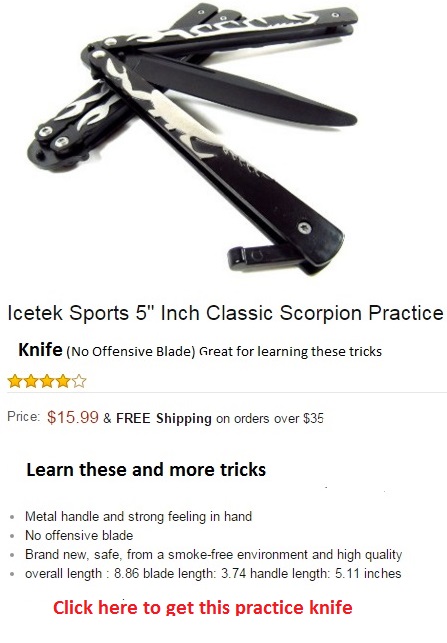 Icetek Sports 5" Inch Classic Scorpion Practice
Knife (No Offensive Blade) Great for learning these tricks
Price: $15.99 & FREE Shipping on orders over $35
Learn these and more tricks
Metal handle and strong feeling in hand
No offensive blade
Brand new, safe, from a smoke-free environment and high quality
overall length : 8.86 blade length: 3.74 handle length: 5.11 inches
Click here to get this practice knife